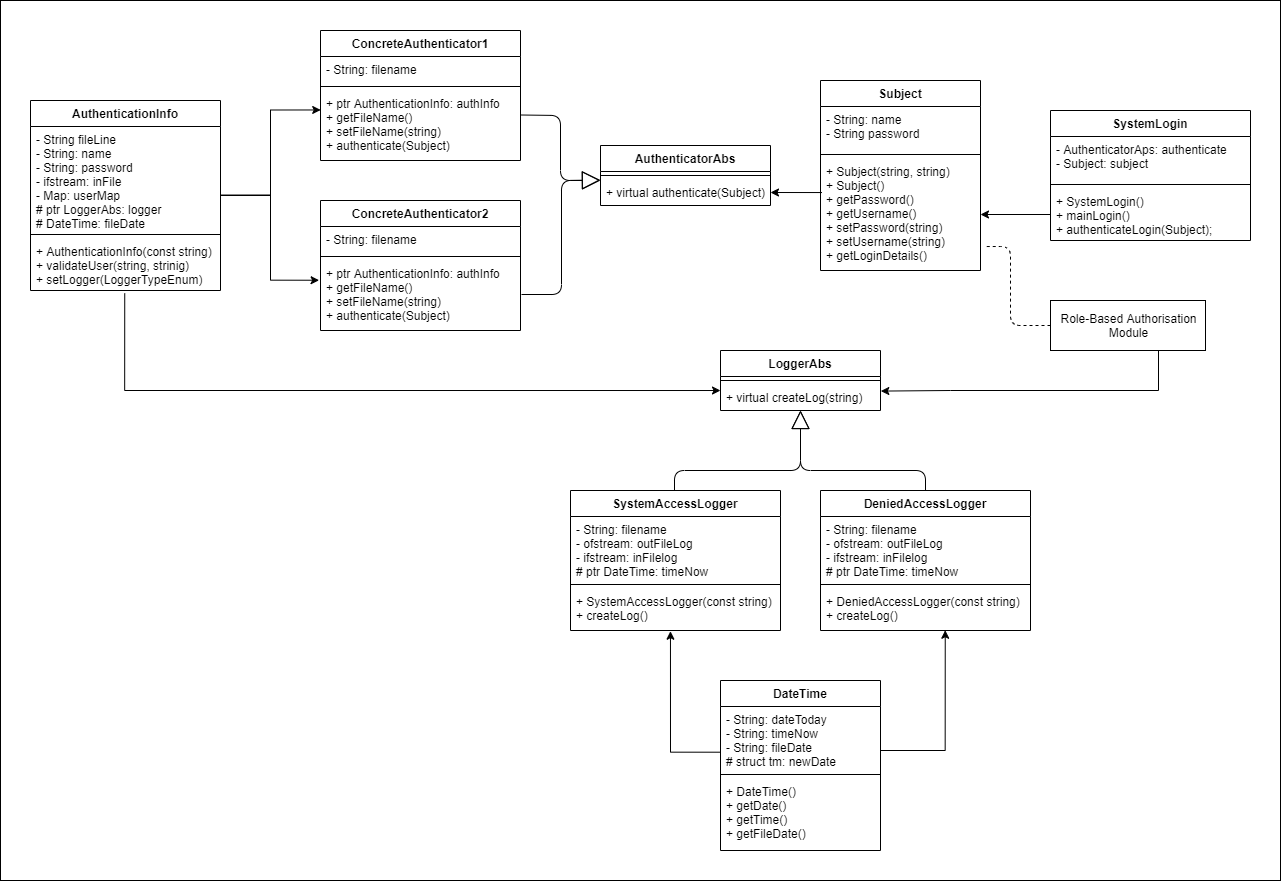 ConcreteAuthenticator1
- String: filename
+ ptr AuthenticationInfo: authInfo
+ getFileName()
+ setFileName(string)
+ authenticate(Subject)
AuthenticationInfo
- String fileLine
- String: name
- String: password
- ifstream: inFile
- Map: userMap
# ptr LoggerAbs: logger
# DateTime: fileDate
+ AuthenticationInfo(const string)
+ validateUser(string, strinig)
+ setLogger(LoggerTypeEnum)
ConcreteAuthenticator2
- String: filename
+ ptr AuthenticationInfo: authInfo
+ getFileName()
+ setFileName(string)
+ authenticate(Subject)
AuthenticatorAbs
+ virtual authenticate(Subject)
Subject
- String: name
- String password
+ Subject(string, string)
+ Subject()
+ getPassword()
+ getUsername()
+ setPassword(string)
+ setUsername(string)
+ getLoginDetails()
SystemLogin
- AuthenticatorAps: authenticate
- Subject: subject
+ SystemLogin()
+ mainLogin()
+ authenticateLogin(Subject);
Role-Based Authorisation
Module
LoggerAbs
+ virtual createLog(string)
SystemAccessLogger
- String: filename
- ofstream: outFileLog
- ifstream: inFilelog
# ptr DateTime: timeNow
+ SystemAccessLogger(const string)
+ createLog()
DeniedAccessLogger
- String: filename
- ofstream: outFileLog
- ifstream: inFilelog
# ptr DateTime: timeNow
+ DeniedAccessLogger(const string)
+ createLog()
DateTime
- String: dateToday
- String: timeNow
- String: fileDate
# struct tm: newDate
+ DateTime()
+ getDate()
+ getTime()
+ getFileDate()